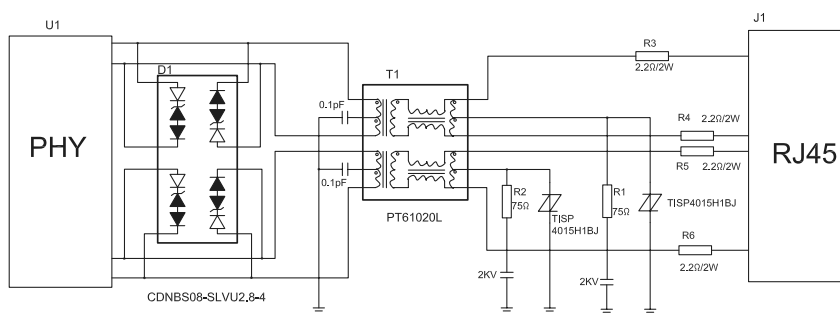 U1
J1
R3
D1
T1
2.2Ω/2W
0.1pF
R4
2.2Ω/2W
PHY
RJ45
R5
2.2Ω/2W
0.1pF
R2
75Ω
R1
75Ω
TISP4015H1BJ
PT61020L
TISP
4015H1BJ
R6
2KV
2KV
2.2Ω/2W
CDNBS08-SLVU2.8-4